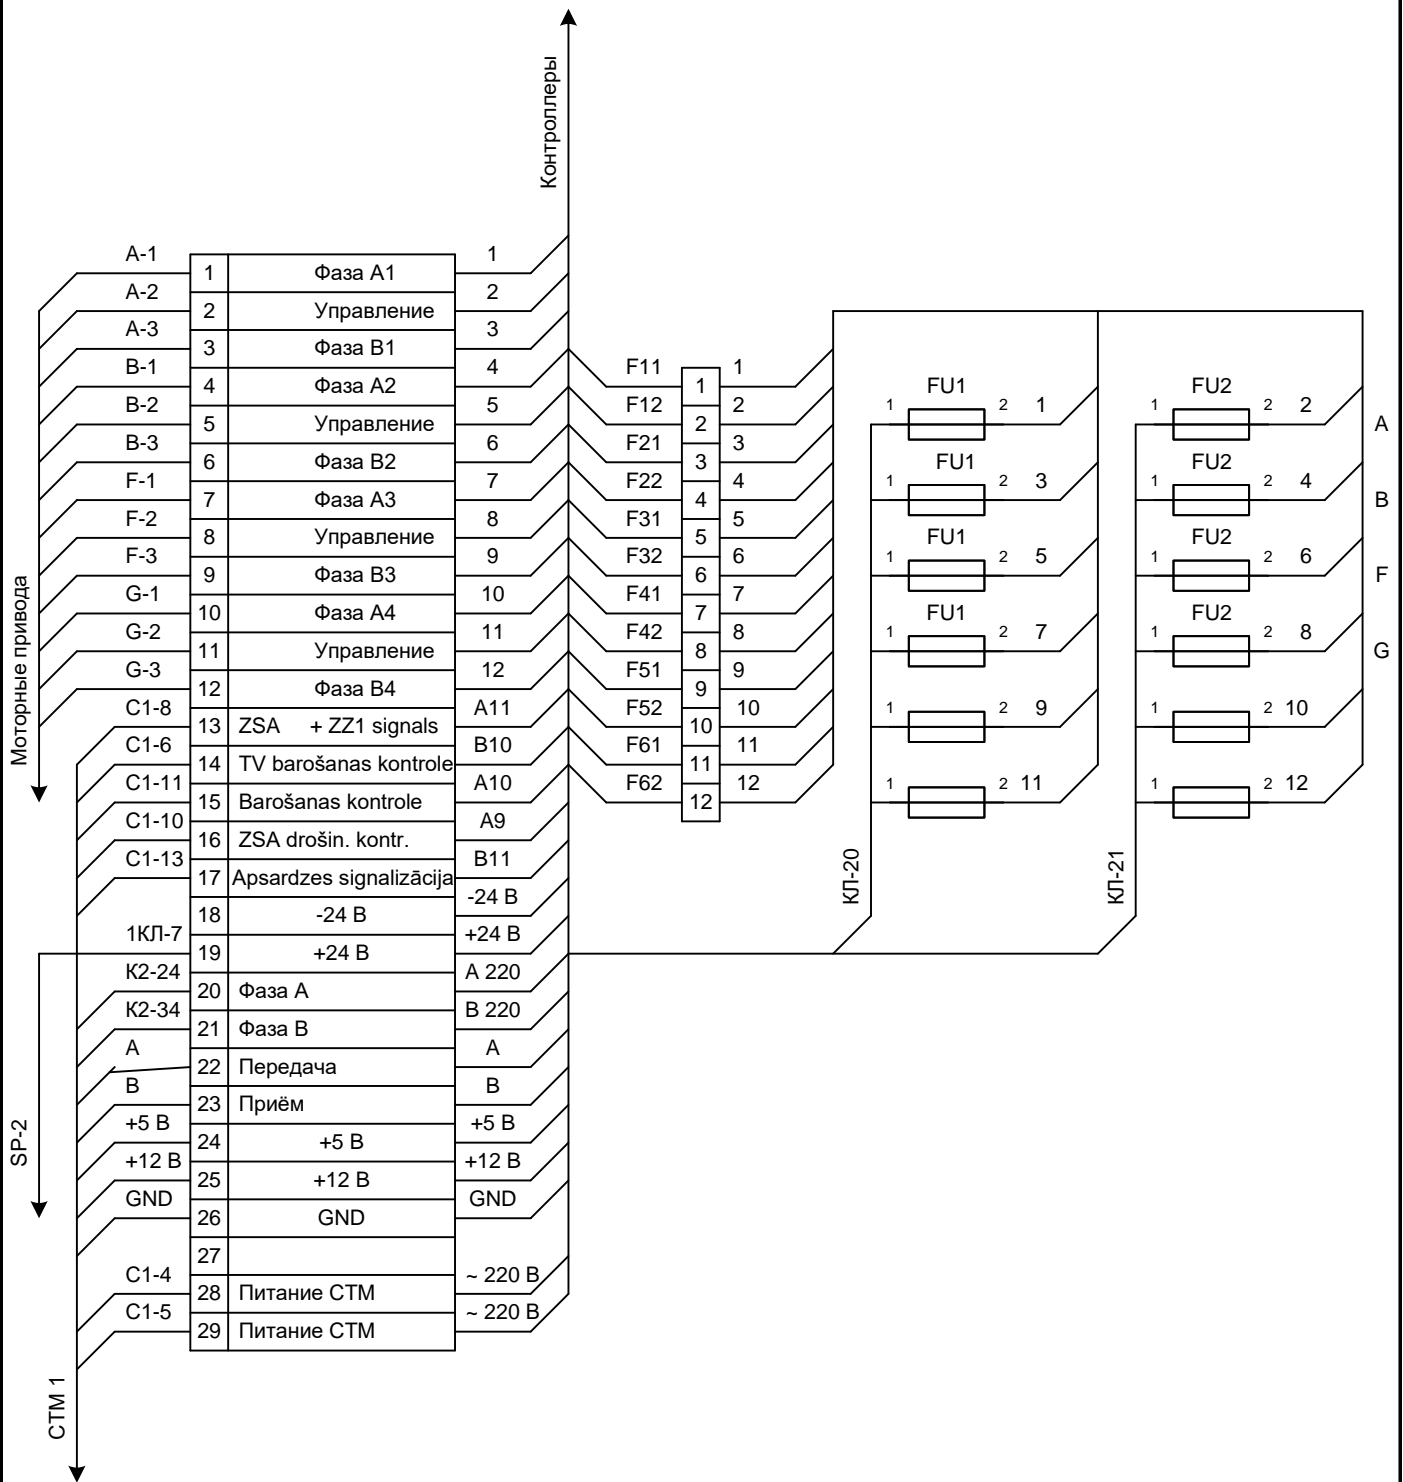 Контроллеры
Моторные привода
SP-2
СТМ 1
A-1 1 Фаза А1 1
A-2 2 Управление 2
A-3 3 Фаза В1 3
B-1 4 Фаза А2 4
B-2 5 Управление 5
B-3 6 Фаза В2 6
F-1 7 Фаза А3 7
F-2 8 Управление 8
F-3 9 Фаза В3 9
G-1 10 Фаза А4 10
G-2 11 Управление 11
G-3 12 Фаза В4 12
C1-8 13 ZSA + ZZ1 signals A11
C1-6 14 TV barošanas kontrole B10
C1-11 15 Barošanas kontrole A10
C1-10 16 ZSA drošin. kontr. A9
C1-13 17 Apsardzes signalizācija B11
18 -24 В -24 В
1КЛ-7 19 +24 В +24 В
К2-24 20 Фаза А А 220
К2-34 21 Фаза В В 220
A 22 Передача A
B 23 Приём B
+5 В 24 +5 В +5 В
+12 В 25 +12 В +12 В
GND 26 GND GND
27
C1-4 28 Питание СТМ ~ 220 В
C1-5 29 Питание СТМ ~ 220 В
F11 1 1
F12 2 2
F21 3 3
F22 4 4
F31 5 5
F32 6 6
F41 7 7
F42 8 8
F51 9 9
F52 10 10
F61 11 11
F62 12 12
FU1
1 2 1
FU1
1 2 3
FU1
1 2 5
FU1
1 2 7
1 2 9
1 2 11
КЛ-20
FU2
1 2 2 A
FU2
1 2 4 B
FU2
1 2 6 F
FU2
1 2 8 G
1 2 10
1 2 12
КЛ-21